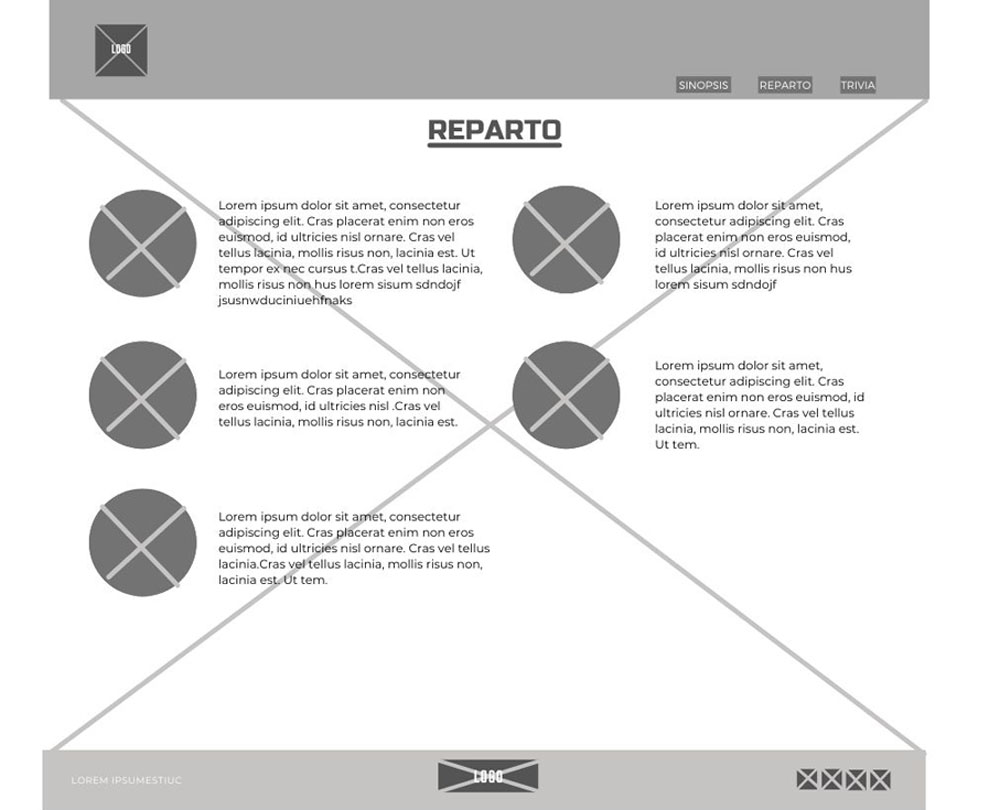 LOGO
SINOPSIS REPARTO TRIVIA
REPARTO
Lorem ipsum dolor sit amet, consectetur
adipiscing elit. Cras placerat enim non eros
euismod, id ultricies nisl ornare. Cras vel
tellus lacinia, mollis risus non, lacinia est. Ut
tempor ex nec cursus t.Cras vel tellus lacinia,
mollis risus non hus lorem sisum sdndojf
jsusnwduciniuehfnaks
Lorem ipsum dolor sit amet,
consectetur adipiscing elit. Cras
placerat enim non eros euismod,
id ultricies nisl ornare. Cras vel
tellus lacinia, mollis risus non hus
lorem sisum sdndojf
Lorem ipsum dolor sit amet, consectetur
adipiscing elit. Cras placerat enim non
eros euismod, id ultricies nisl .Cras vel
tellus lacinia, mollis risus non, lacinia est.
Lorem ipsum dolor sit amet,
consectetur adipiscing elit. Cras
placerat enim non eros euismod, id
ultricies nisl ornare. Cras vel tellus
lacinia, mollis risus non, lacinia est.
Ut tem.
Lorem ipsum dolor sit amet, consectetur
adipiscing elit. Cras placerat enim non eros
euismod, id ultricies nisl ornare. Cras vel tellus
lacinia.Cras vel tellus lacinia, mollis risus non,
lacinia est. Ut tem.
LOREM IPSUMESTIUC
LOGO